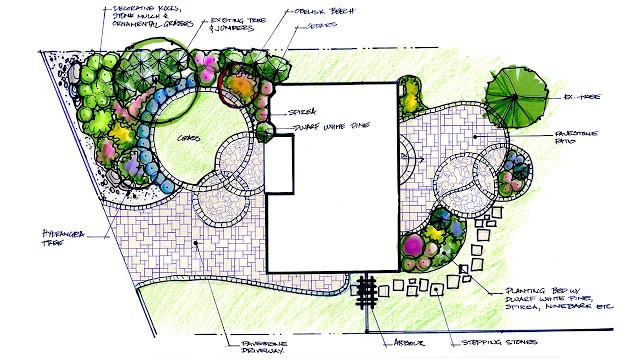 DECORATIVE ROCKS,
STONE MULCH &
ORNAMENTAL GRASSES
EXISTING TREE
& JUNIPERS
OBELISK BEECH
CEDARS
EX. TREE
SPIREA
DWARF WHITE PINE
GRASS
PAVESTONE
PATIO
HYDRANGEA
TREE
PLANTING BED W/
DWARF WHITE PINE,
SPIREA, NINEBARK ETC
PAVESTONE
DRIVEWAY
ARBOUR
STEPPING STONES